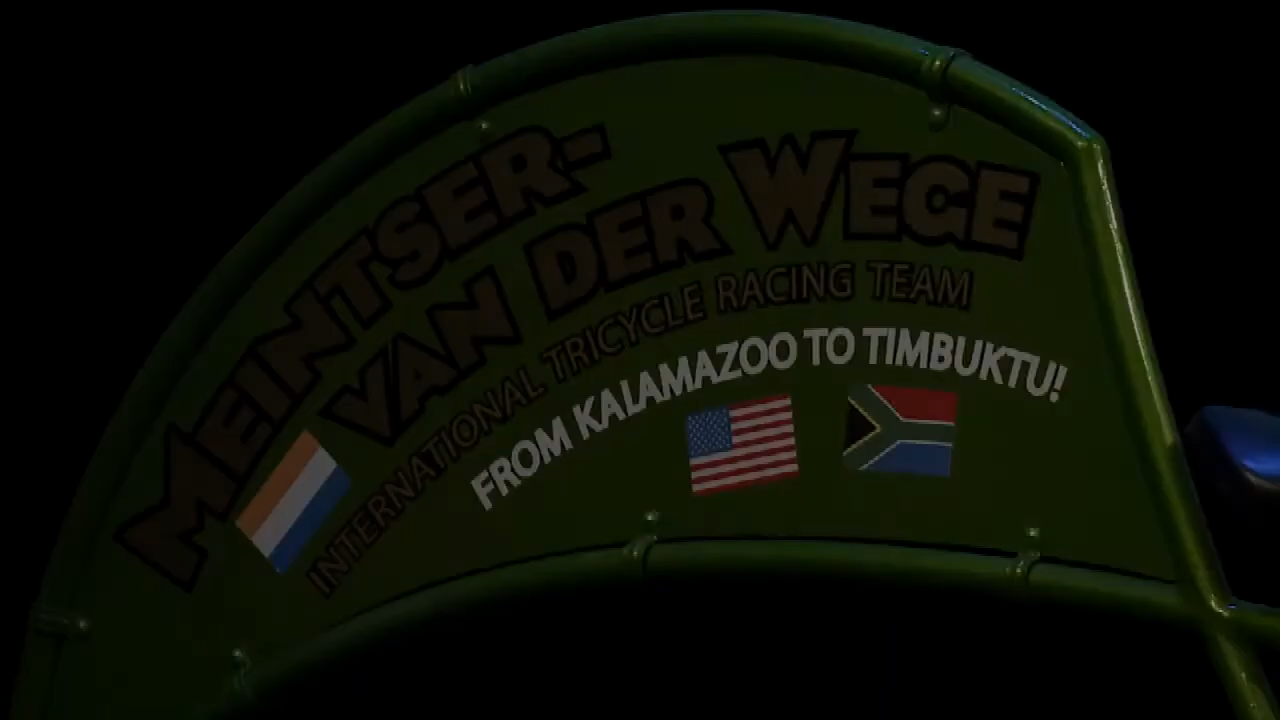 MEINTSER-
VAN DER WEGE
INTERNATIONAL TRICYCLE RACING TEAM
FROM KALAMAZOO TO TIMBUKTU!